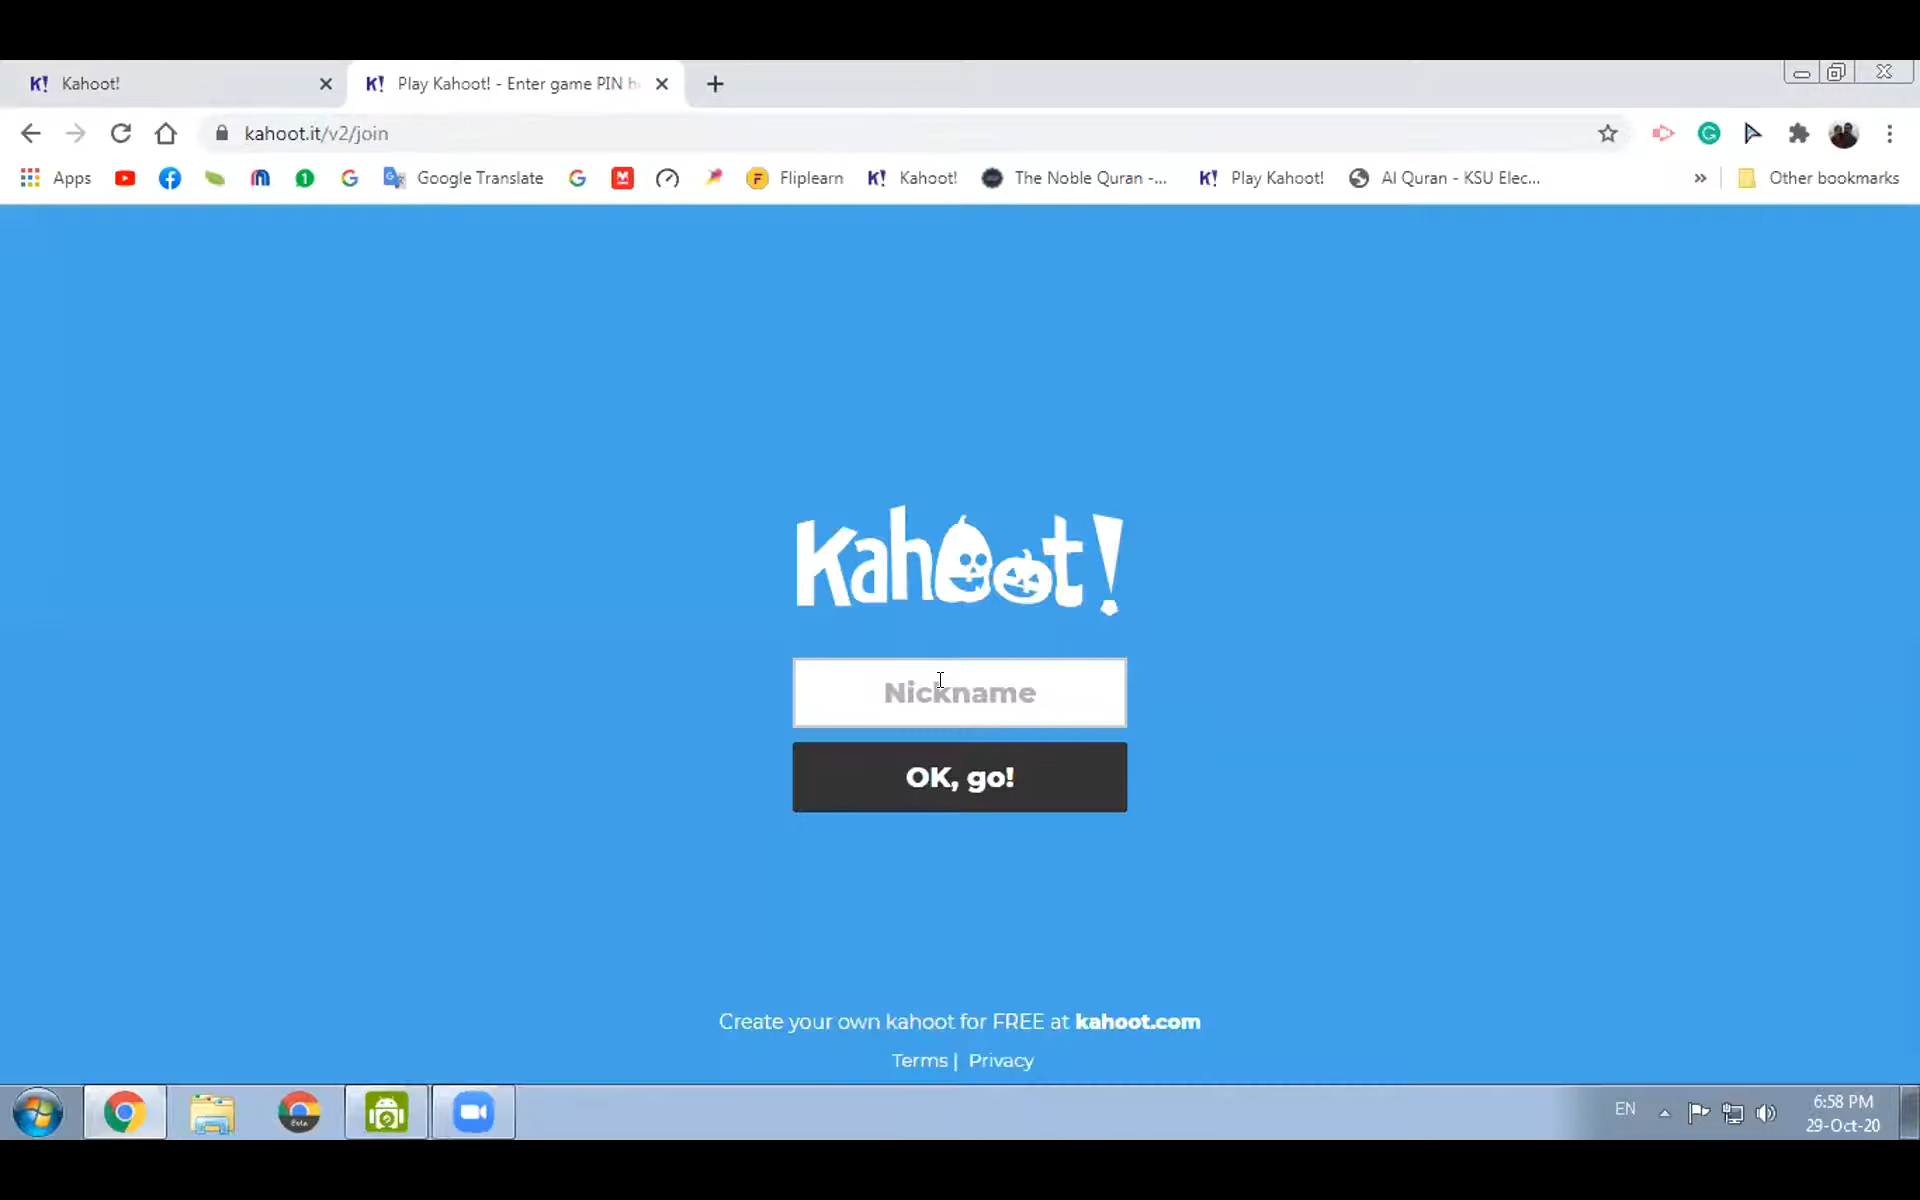 K! Kahoot!
K! Play Kahoot! - Enter game PIN h
kahoot.it/v2/join
Apps
1
Google Translate
F Fliplearn
K! Kahoot!
The Noble Quran -...
K! Play Kahoot!
Al Quran - KSU Elec...
Other bookmarks
Kahoot!
Nickname
OK, go!
Create your own kahoot for FREE at kahoot.com
Terms | Privacy
Beta
EN
6:58 PM
29-Oct-20